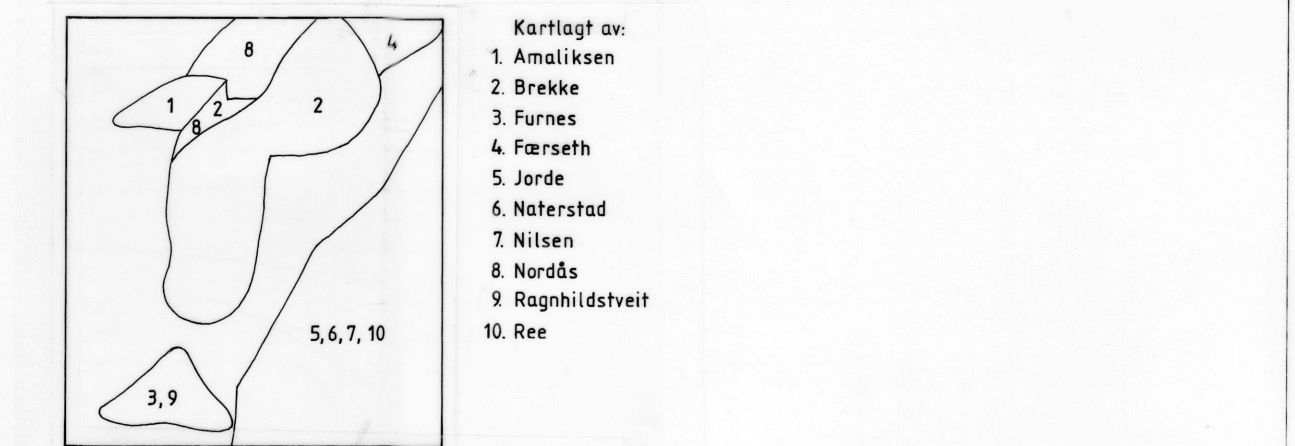 8
4
1
2
2
8
5, 6, 7, 10
3, 9
Kartlagt av:
1. Amaliksen
2. Brekke
3. Furnes
4. Færseth
5. Jorde
6. Naterstad
7. Nilsen
8. Nordås
9. Ragnhildstveit
10. Ree